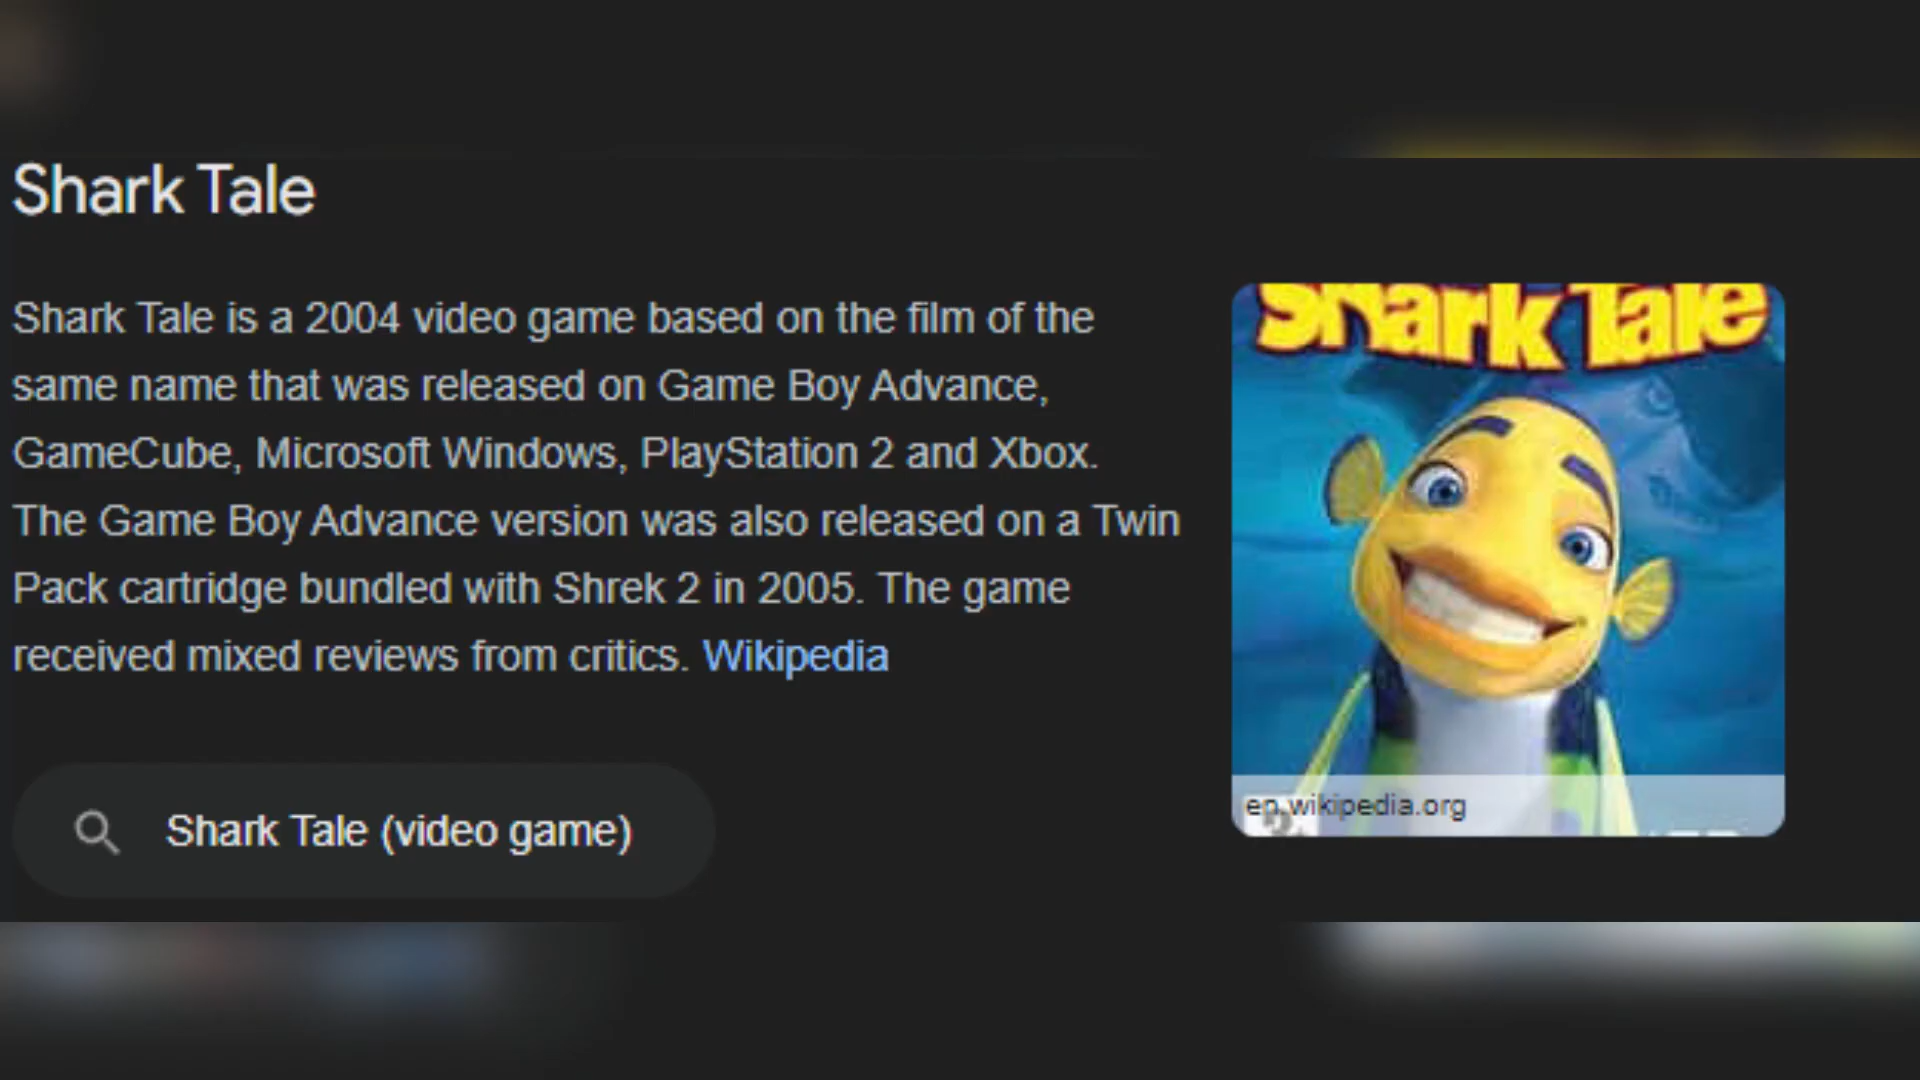 Shark Tale
Shark Tale is a 2004 video game based on the film of the
same name that was released on Game Boy Advance,
GameCube, Microsoft Windows, PlayStation 2 and Xbox.
The Game Boy Advance version was also released on a Twin
Pack cartridge bundled with Shrek 2 in 2005. The game
received mixed reviews from critics. Wikipedia
Shark Tale (video game)
Shark Tale
en.wikipedia.org